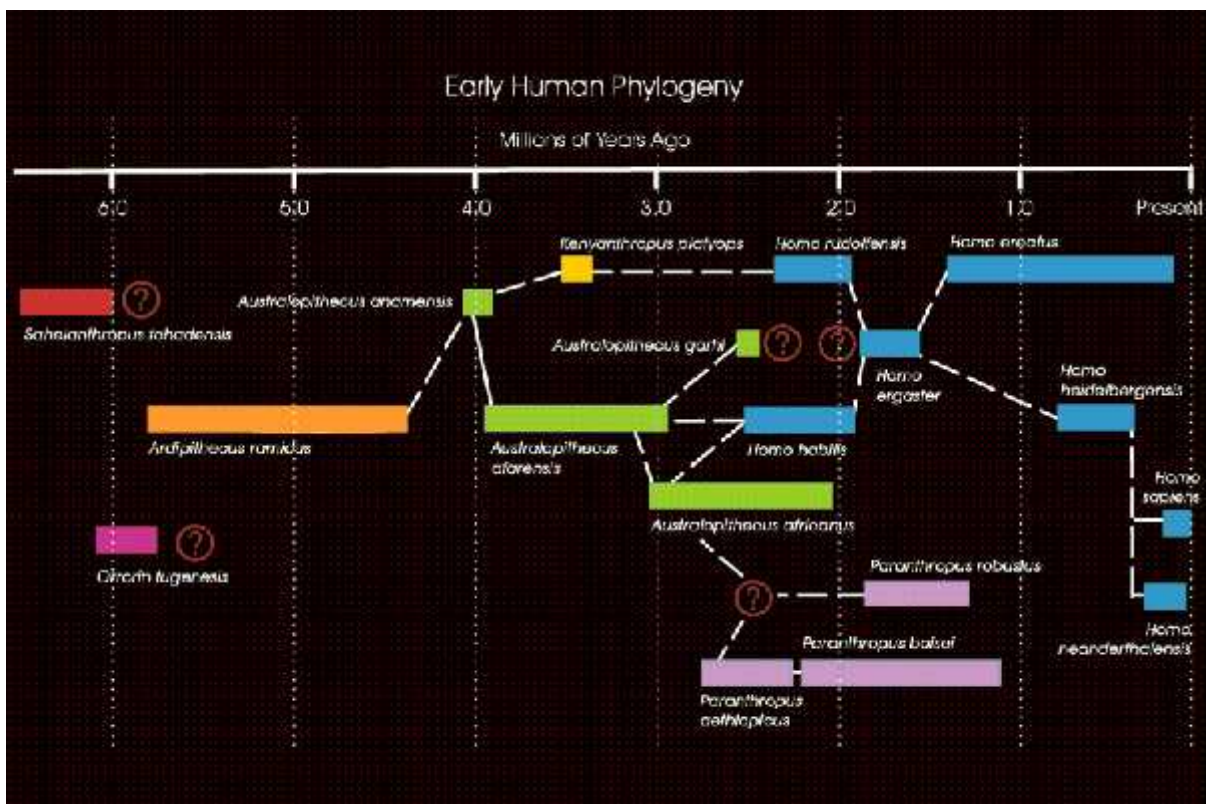 Early Human Phylogeny
Millions of Years Ago
6.0 5.0 4.0 3.0 2.0 1.0 Present
Kenyanthropus platyops
Homo rudolfensis
Homo erectus
Australopithecus anamensis
?
Sahelanthropus tchadensis
Australopithecus garhi
? ?
Homo
ergaster
Homo
heidelbergensis
Ardipithecus ramidus
Australopithecus
afarensis
Homo habilis
Homo
sapiens
Australopithecus africanus
?
Orrorin tugenesis
Paranthropus robustus
?
Homo
neanderthalensis
Paranthropus boisei
Paranthropus
aethiopicus